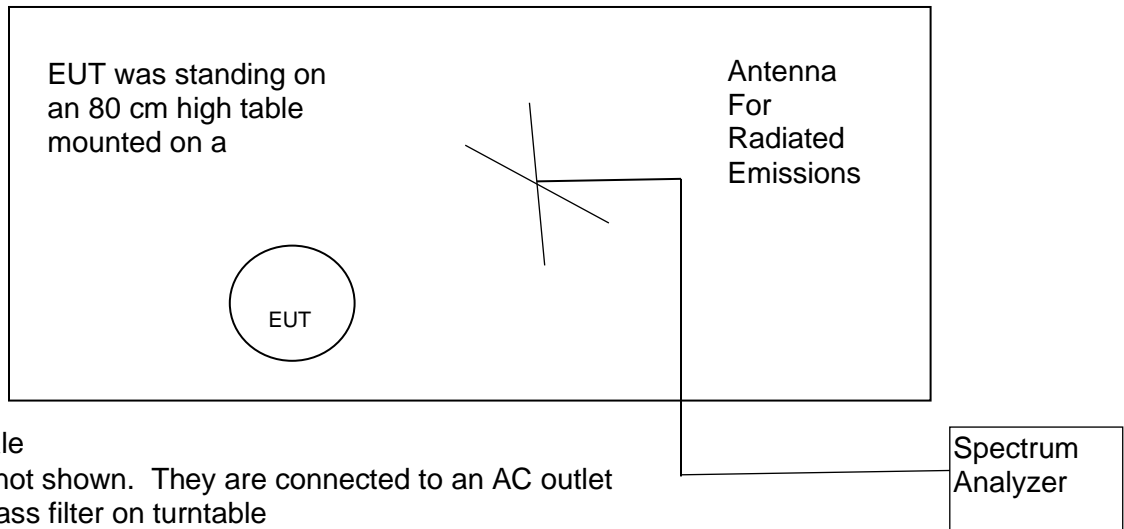 EUT was standing on
an 80 cm high table
mounted on a
Antenna
For
Radiated
Emissions
EUT
not shown. They are connected to an AC outlet
filter on turntable
Spectrum
Analyzer